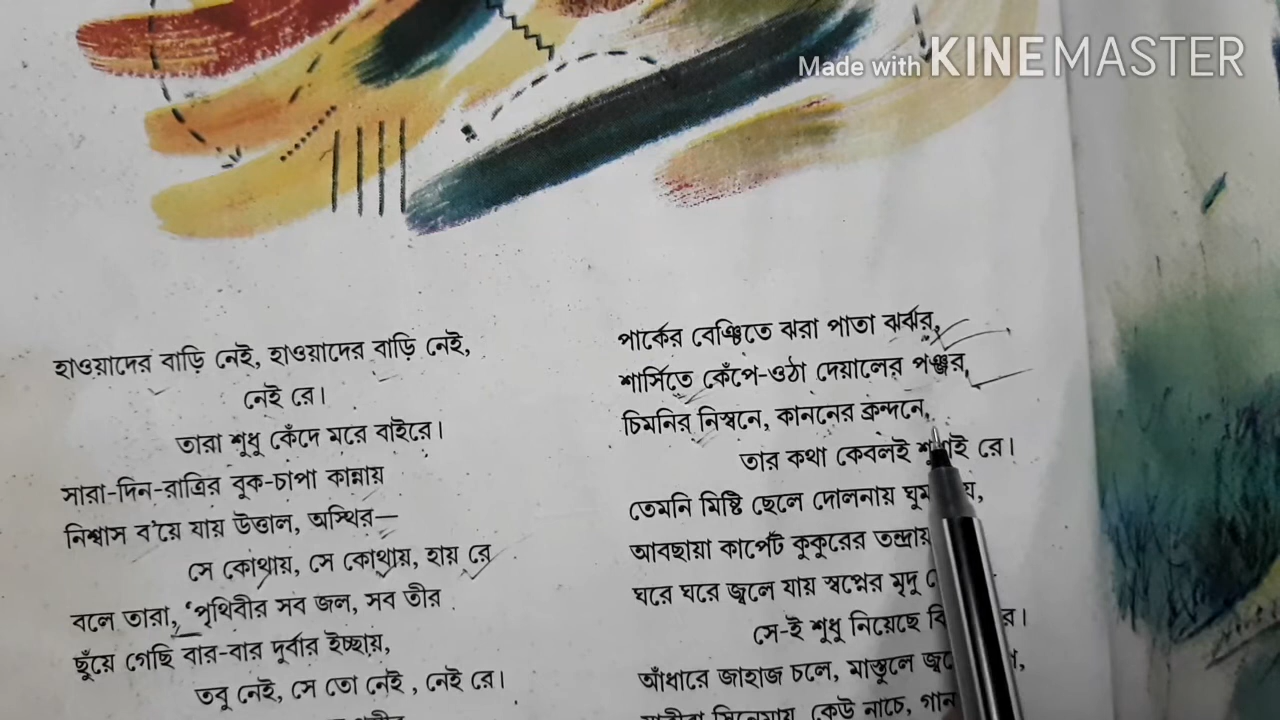 Made with KINEMASTER
হাওয়াদের বাড়ি নেই, হাওয়াদের বাড়ি নেই,
নেই রে।
তারা শুধু কেঁদে মরে বাইরে।
সারা-দিন-রাত্রির বুক-চাপা কান্নায়
নিশ্বাস ব'য়ে যায় উত্তাল, অস্থির—
সে কোথায়, সে কোথায়, হায় রে
বলে তারা, ‘পৃথিবীর সব জল, সব তীর
ছুঁয়ে গেছি বার-বার দুর্বার ইচ্ছায়,
তবু নেই, সে তো নেই, নেই রে।
পার্কের বেঞ্চিতে ঝরা পাতা ঝর্ঝর,
শার্সিতে কেঁপে-ওঠা দেয়ালের পঞ্জর,
চিমনির নিস্বনে, কাননের ক্রন্দনে,
তার কথা কেবলই রে।
তেমনি মিষ্টি ছেলে দোলনায়
আবছায়া কার্পেট কুকুরের তন্দ্রায়
ঘরে ঘরে জ্বলে যায় স্বপ্নের মৃদু
সে-ই শুধু নিয়েছে
আঁধারে জাহাজ চলে, মাস্তুলে
কেউ নাচে, গান